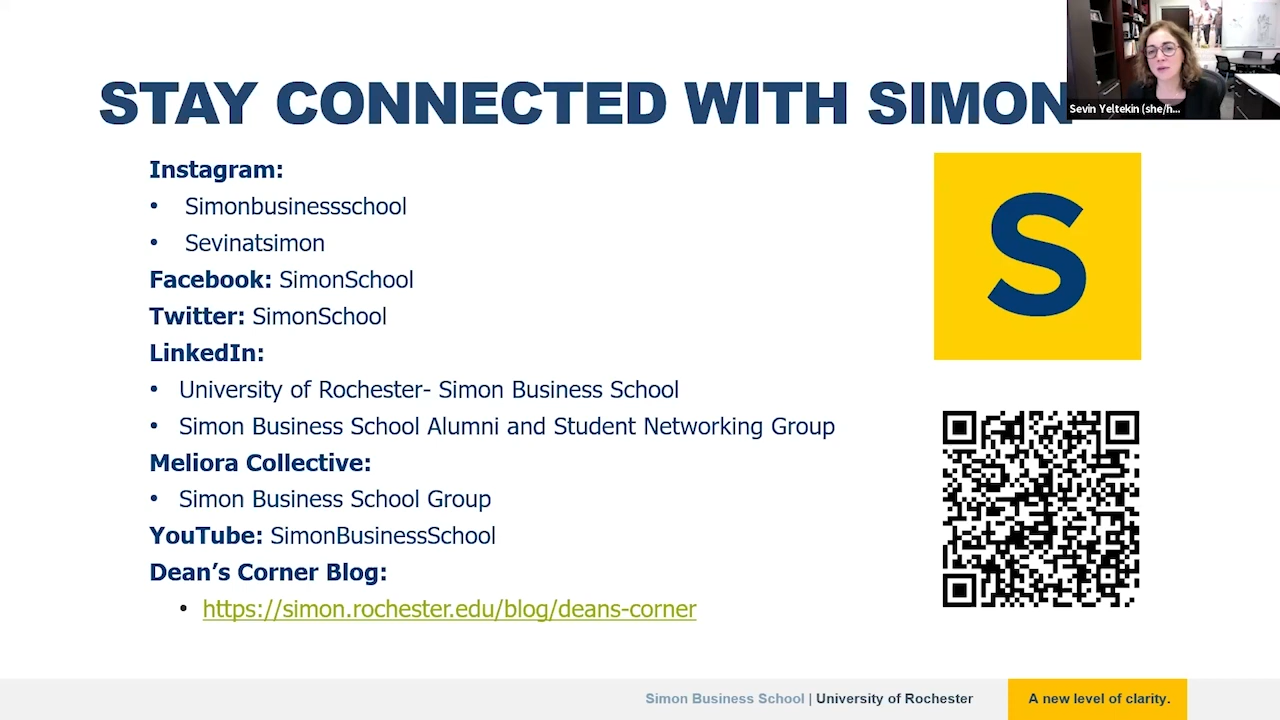 STAY CONNECTED WITH SIMON
Sevin Yeltekin (she/h...
Instagram:
• Simonbusinessschool
• Sevinatsimon
Facebook: SimonSchool
Twitter: SimonSchool
LinkedIn:
• University of Rochester- Simon Business School
• Simon Business School Alumni and Student Networking Group
Meliora Collective:
• Simon Business School Group
YouTube: SimonBusinessSchool
Dean’s Corner Blog:
• https://simon.rochester.edu/blog/deans-corner
S
Simon Business School | University of Rochester
A new level of clarity.